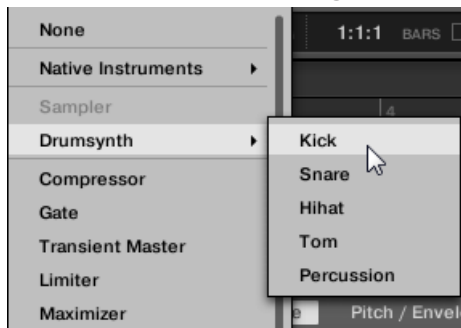 None
1:1:1 BARS
Native Instruments
Sampler
4
Drumsynth
Kick
Compressor
Snare
Gate
Hihat
Transient Master
Tom
Limiter
Percussion
Maximizer
Pitch /